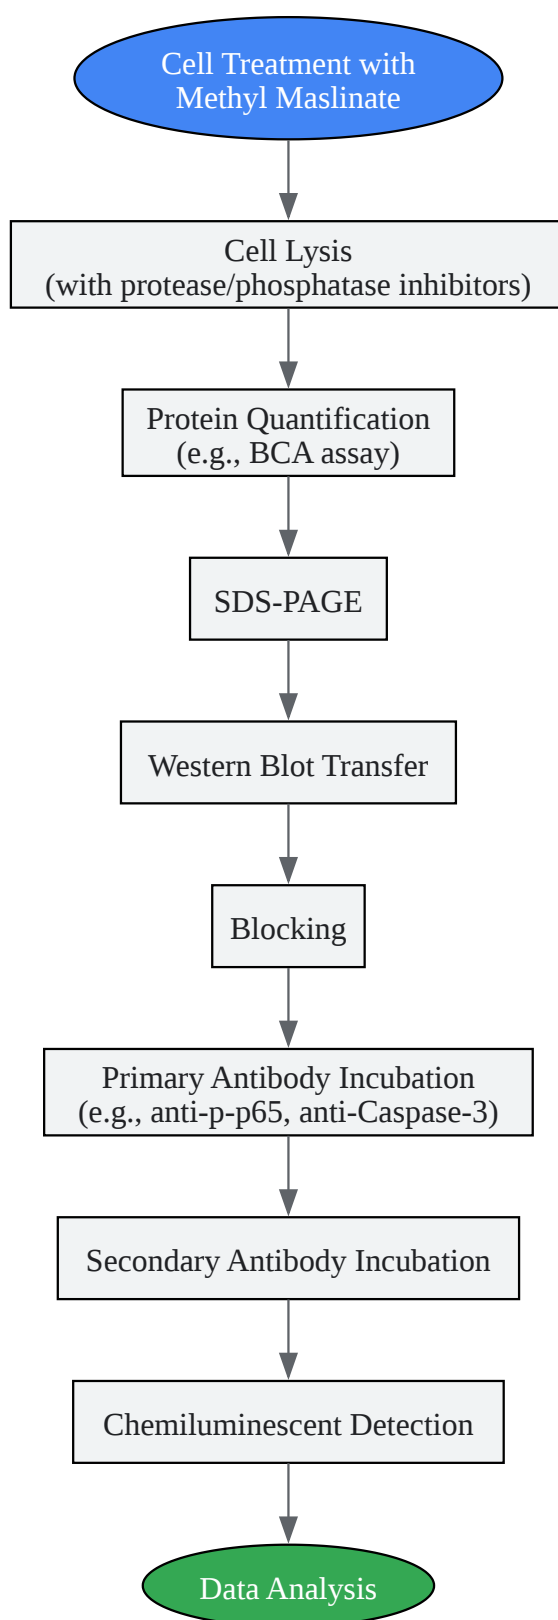 Cell Treatment with
Methyl Maslinate
Cell Lysis
(with protease/phosphatase inhibitors)
Protein Quantification
(e.g., BCA assay)
SDS-PAGE
Western Blot Transfer
Blocking
Primary Antibody Incubation
(e.g., anti-p-p65, anti-Caspase-3)
Secondary Antibody Incubation
Chemiluminescent Detection
Data Analysis